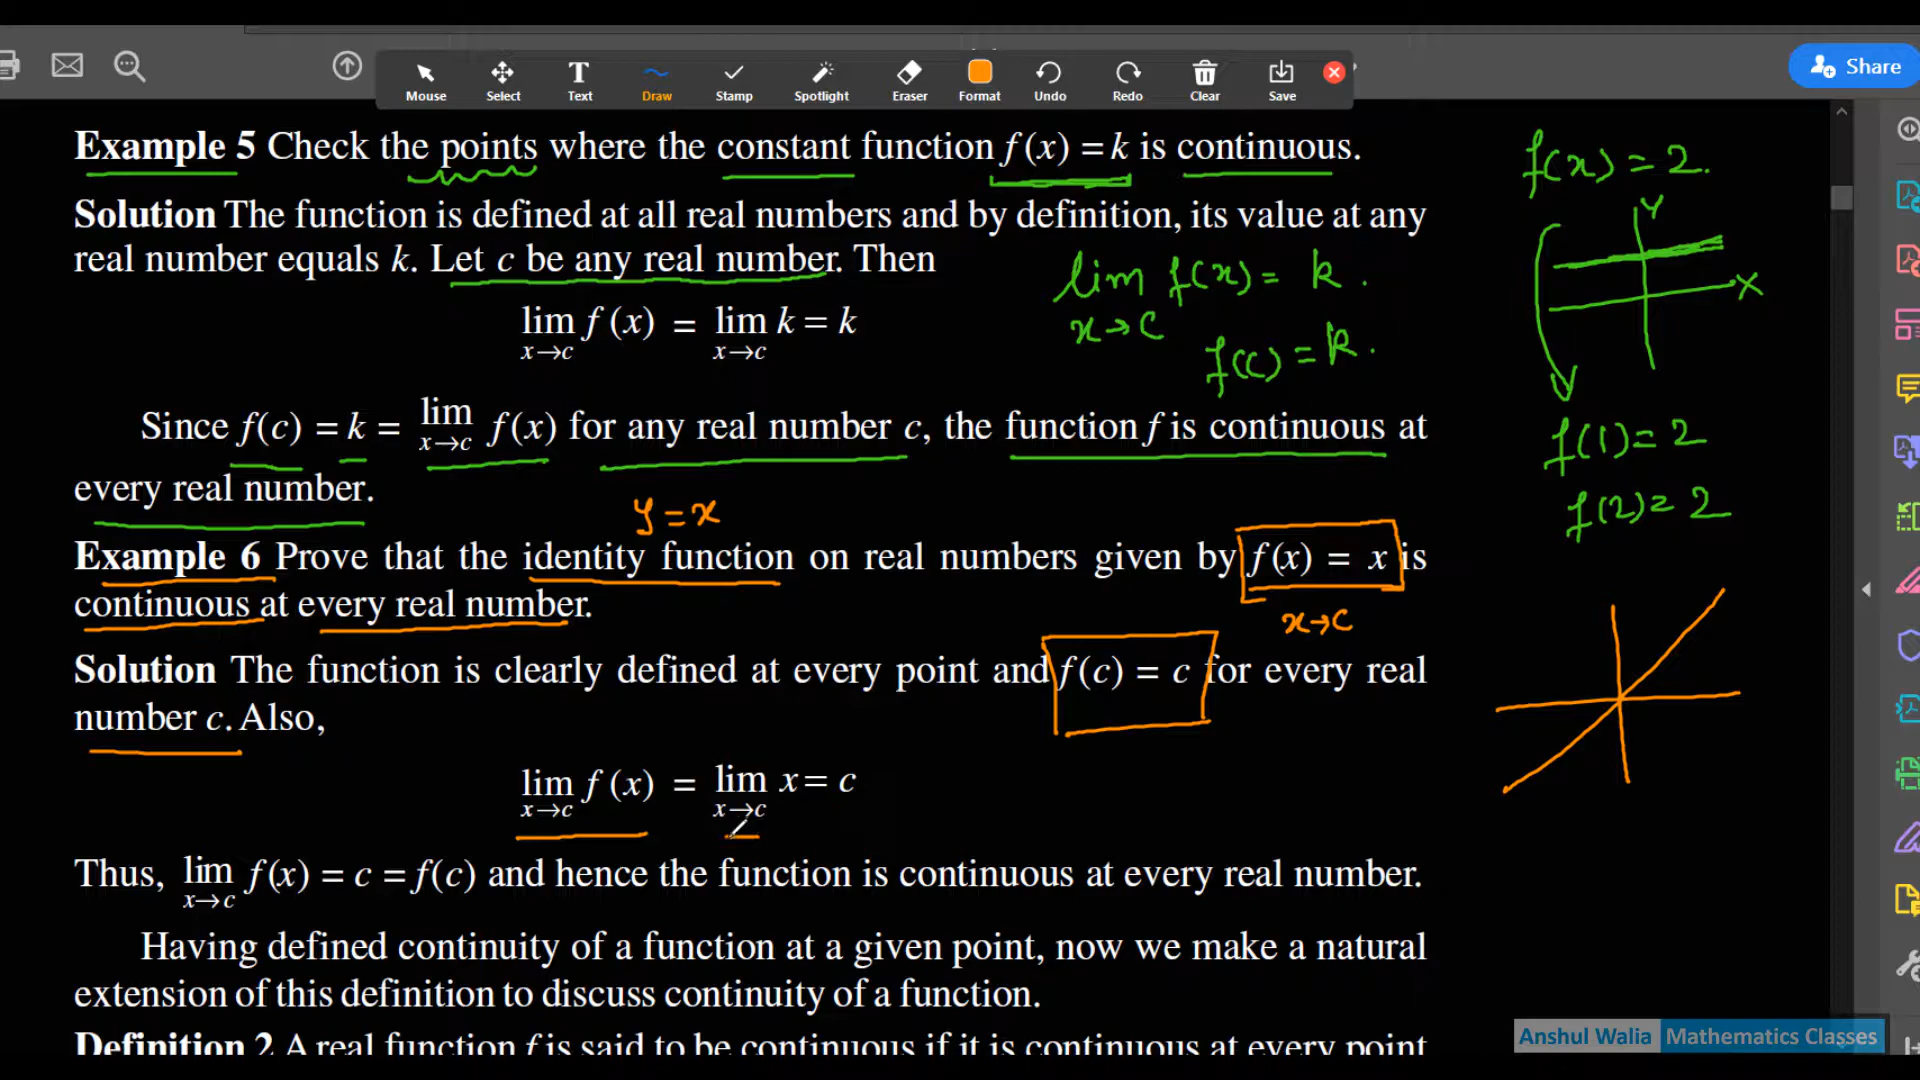 Share
Mouse Select Text Draw Stamp Spotlight Eraser Format Undo Redo Clear Save
Example 5 Check the points where the constant function f(x) = k is continuous.
Solution The function is defined at all real numbers and by definition, its value at any
real number equals k. Let c be any real number. Then
lim f(x) = lim k = k
x→c x→c
Since f(c) = k = lim f(x) for any real number c, the function f is continuous at
x→c
every real number.
y = x
Example 6 Prove that the identity function on real numbers given by f(x) = x is
continuous at every real number.
x→c
Solution The function is clearly defined at every point and f(c) = c for every real
number c. Also,
lim f(x) = lim x = c
x→c x→c
Thus, lim f(x) = c = f(c) and hence the function is continuous at every real number.
x→c
Having defined continuity of a function at a given point, now we make a natural
extension of this definition to discuss continuity of a function.
Definition 2 A real function f is said to be continuous if it is continuous at every point
lim f(x) = k.
x→c
f(c) = k.
f(x) = 2.
Y
X
f(1) = 2
f(2) = 2
Anshul Walia Mathematics Classes